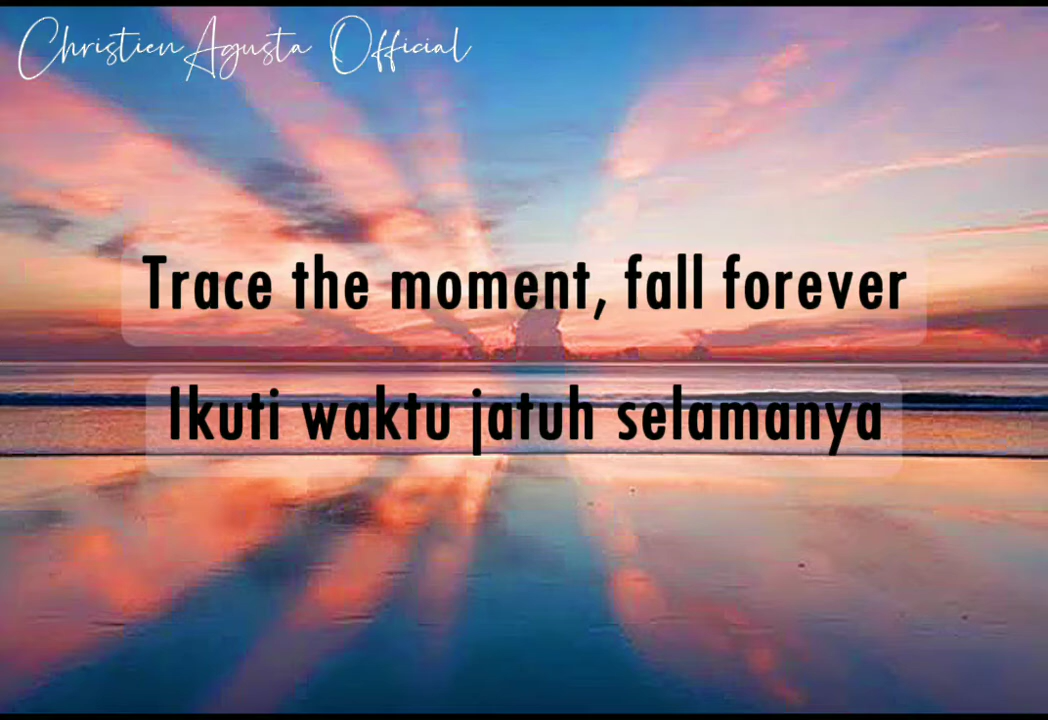 Christien Agusta Official
Trace the moment, fall forever
Ikuti waktu jatuh selamanya